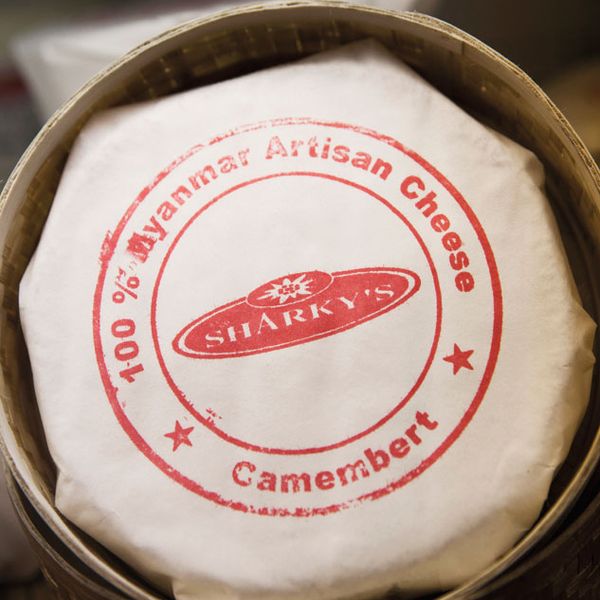 100 % Myanmar Artisan Cheese
SHARKY'S
Camembert